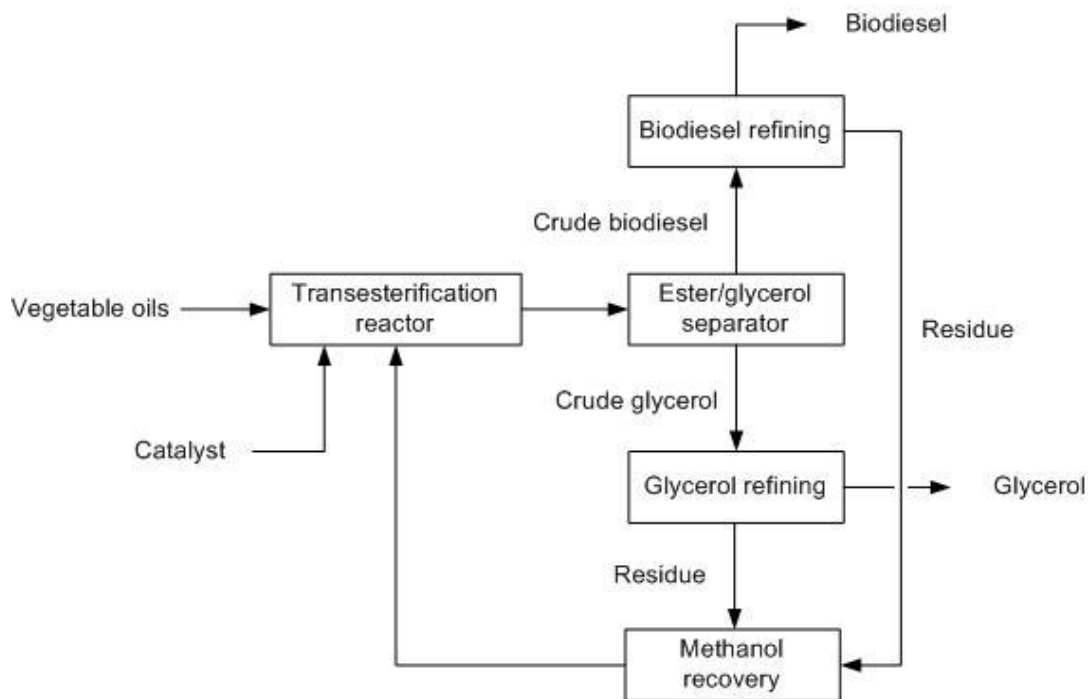 Biodiesel
Biodiesel refining
Crude biodiesel
Vegetable oils
Transesterification
reactor
Ester/glycerol
separator
Residue
Crude glycerol
Catalyst
Glycerol refining
Glycerol
Residue
Methanol
recovery